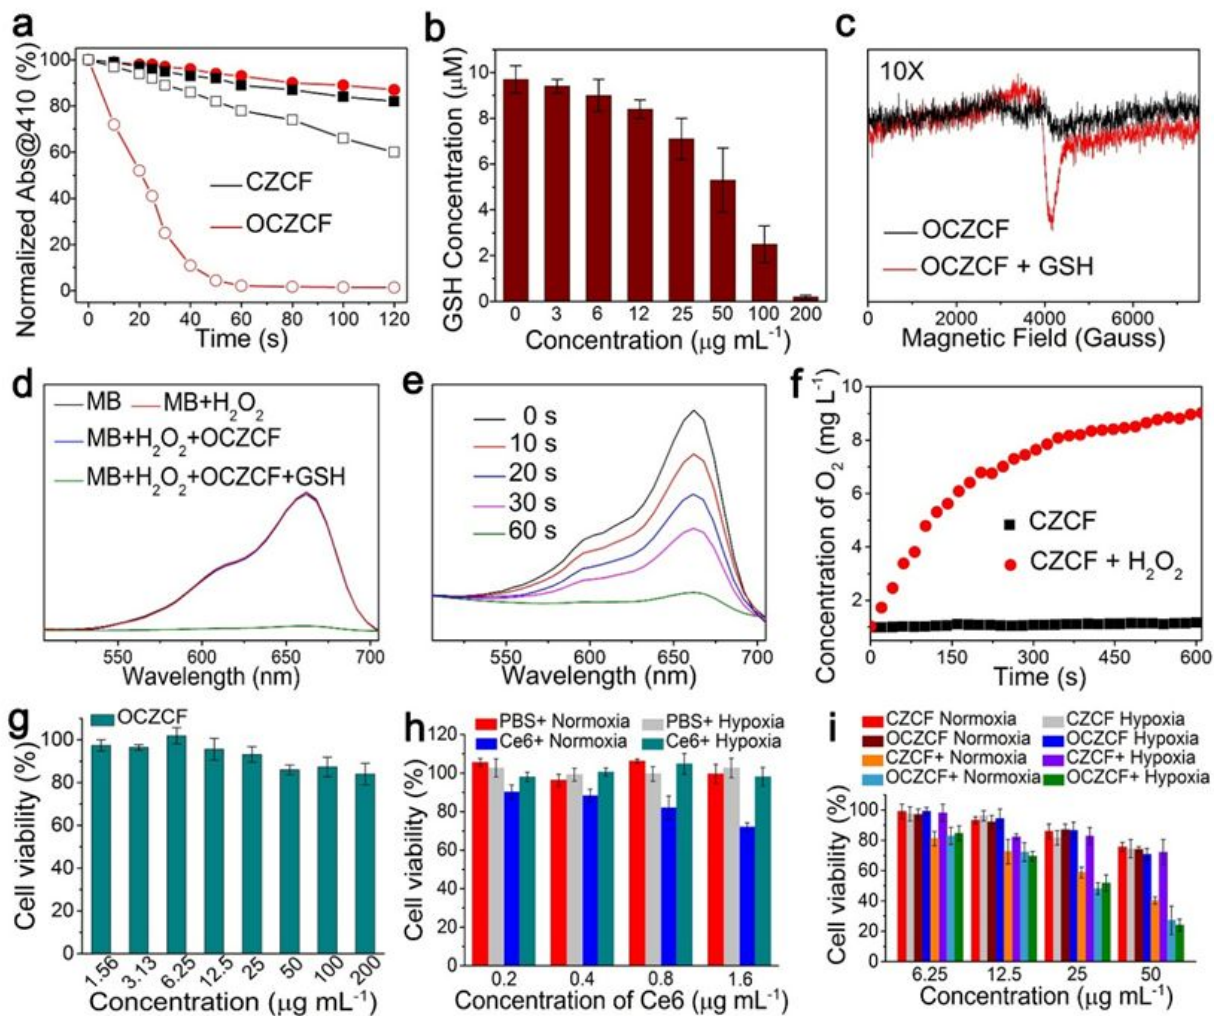 a
Normalized Abs@410 (%)
100
80
60
40
20
0
CZCF
OCZCF
0 20 40 60 80 100 120
Time (s)
b
GSH Concentration (μM)
10
8
6
4
2
0
0 3 6 12 25 50 100 200
Concentration (μg mL⁻¹)
c
10X
OCZCF
OCZCF + GSH
0 2000 4000 6000
Magnetic Field (Gauss)
d
MB MB+H₂O₂
MB+H₂O₂+OCZCF
MB+H₂O₂+OCZCF+GSH
550 600 650 700
Wavelength (nm)
e
0 s
10 s
20 s
30 s
60 s
550 600 650 700
Wavelength (nm)
f
Concentration of O₂ (mg L⁻¹)
10
8
6
4
2
CZCF
CZCF + H₂O₂
0 150 300 450 600
Time (s)
g
OCZCF
Cell viability (%)
100
80
60
40
20
0
1.56 3.13 6.25 12.5 25 50 100 200
Concentration (μg mL⁻¹)
h
PBS+ Normoxia PBS+ Hypoxia
Ce6+ Normoxia Ce6+ Hypoxia
Cell viability (%)
120
100
80
60
40
20
0
0.2 0.4 0.8 1.6
Concentration of Ce6 (μg mL⁻¹)
i
CZCF Normoxia CZCF Hypoxia
OCZCF Normoxia OCZCF Hypoxia
CZCF+ Normoxia CZCF+ Hypoxia
OCZCF+ Normoxia OCZCF+ Hypoxia
Cell viability (%)
100
80
60
40
20
0
6.25 12.5 25 50
Concentration (μg mL⁻¹)